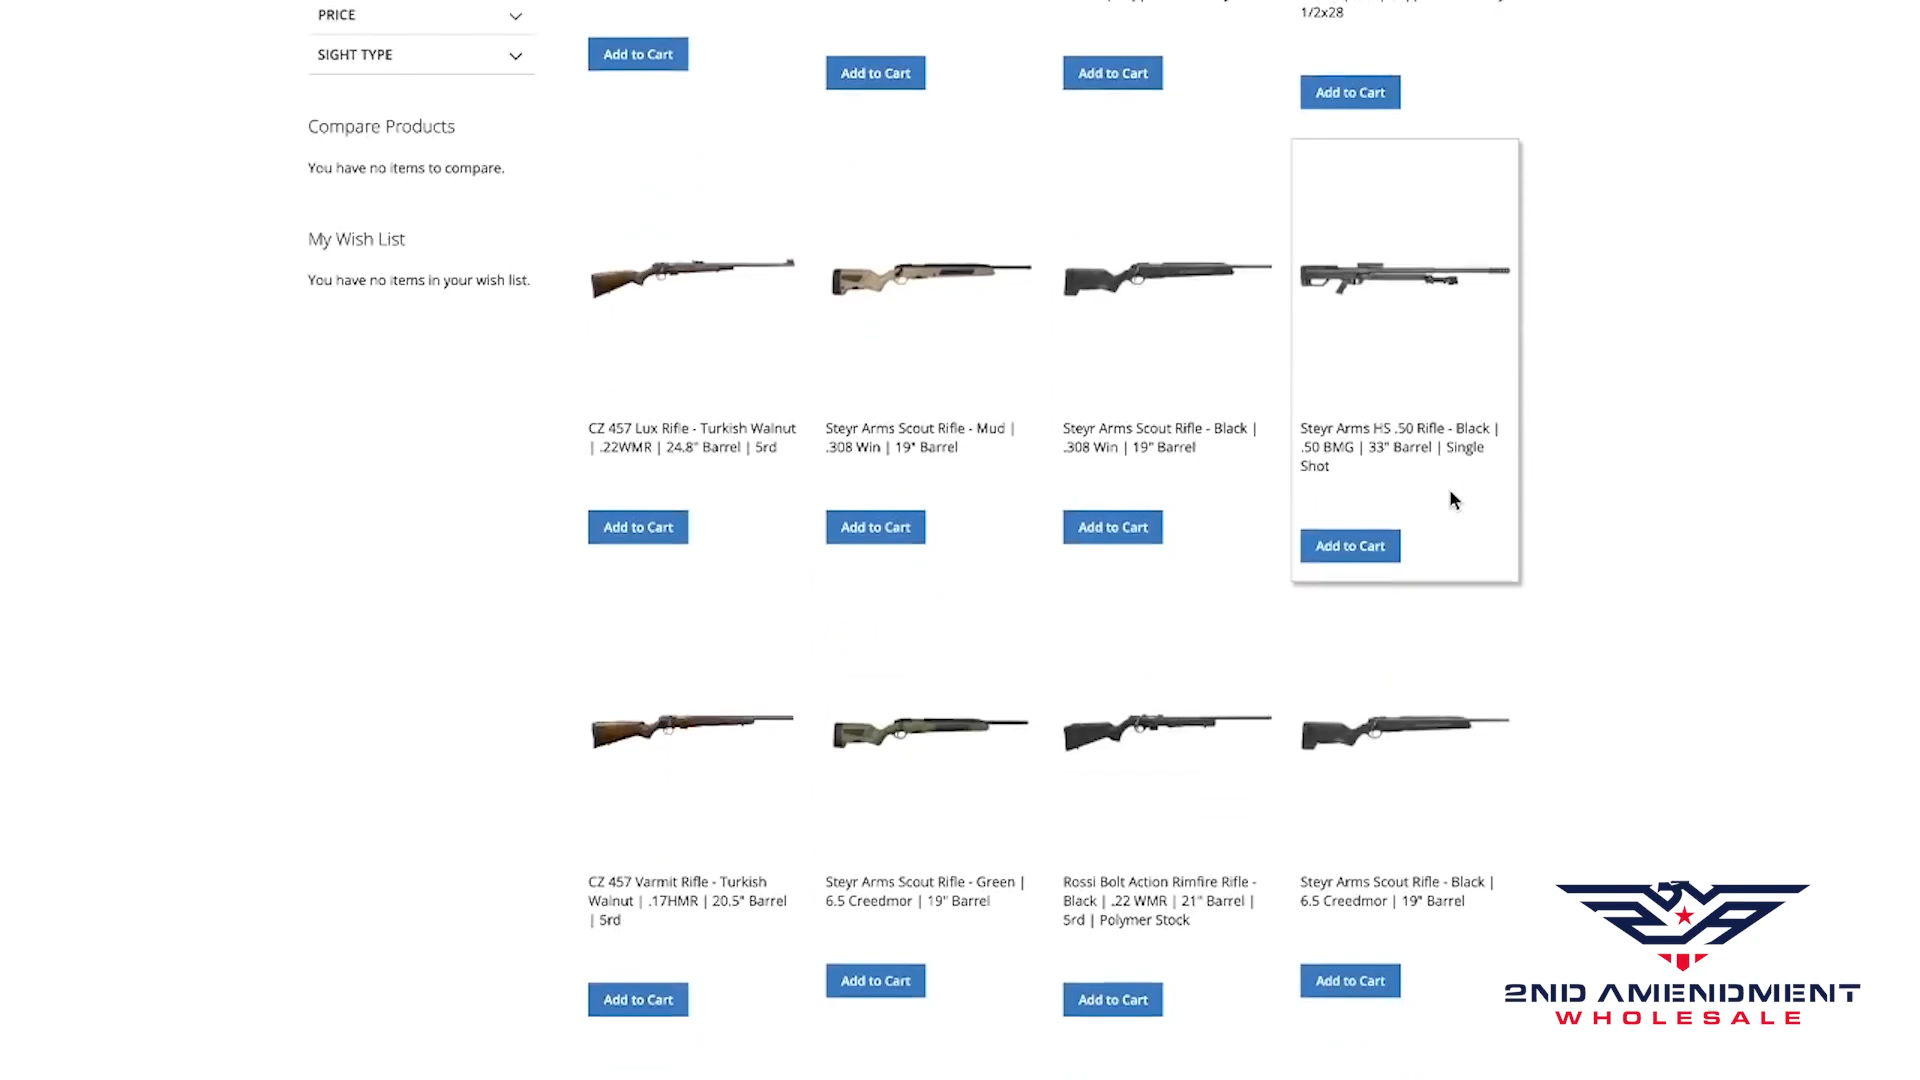 PRICE
SIGHT TYPE
Compare Products
You have no items to compare.
My Wish List
You have no items in your wish list.
Add to Cart
Add to Cart
Add to Cart
1/2x28
Add to Cart
CZ 457 Lux Rifle - Turkish Walnut
| .22WMR | 24.8" Barrel | 5rd
Add to Cart
Steyr Arms Scout Rifle - Mud |
.308 Win | 19" Barrel
Add to Cart
Steyr Arms Scout Rifle - Black |
.308 Win | 19" Barrel
Add to Cart
Steyr Arms HS .50 Rifle - Black |
.50 BMG | 33" Barrel | Single
Shot
Add to Cart
CZ 457 Varmit Rifle - Turkish
Walnut | .17HMR | 20.5" Barrel
| 5rd
Add to Cart
Steyr Arms Scout Rifle - Green |
6.5 Creedmor | 19" Barrel
Add to Cart
Rossi Bolt Action Rimfire Rifle -
Black | .22 WMR | 21" Barrel |
5rd | Polymer Stock
Add to Cart
Steyr Arms Scout Rifle - Black |
6.5 Creedmor | 19" Barrel
Add to Cart
2ND AMENDMENT
WHOLESALE